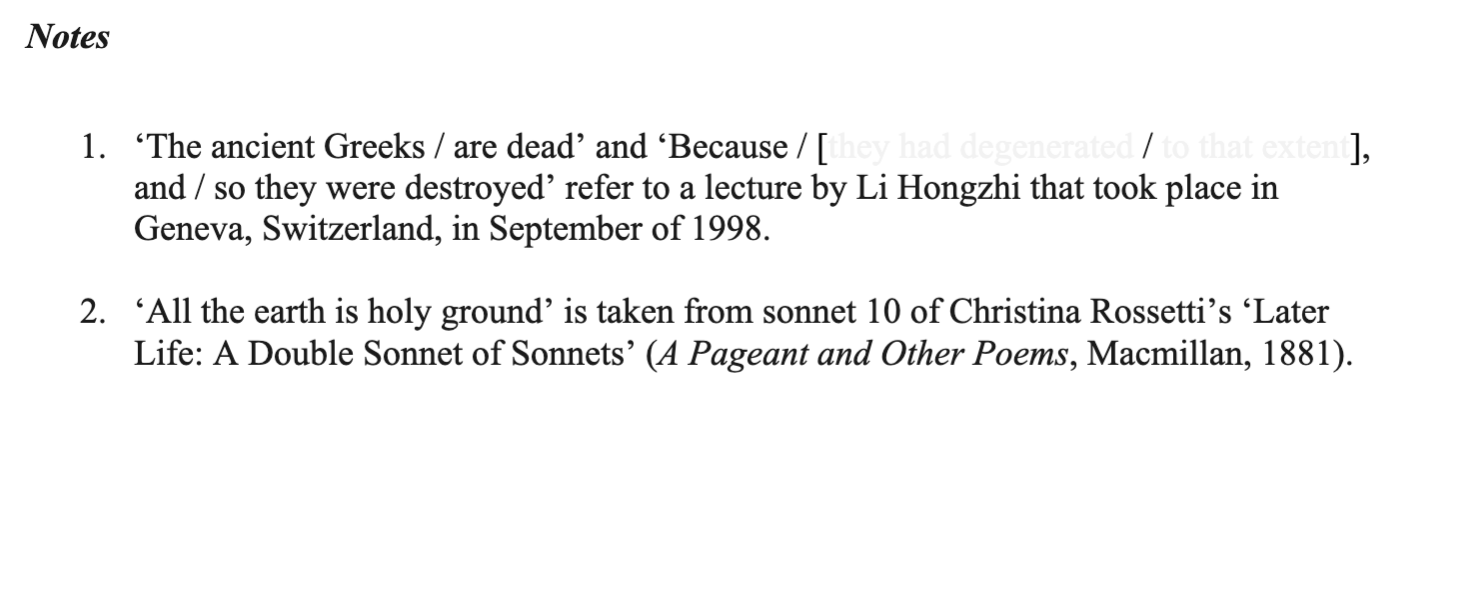 Notes
1. ‘The ancient Greeks / are dead’ and ‘Because / [they had degenerated / to that extent],
and / so they were destroyed’ refer to a lecture by Li Hongzhi that took place in
Geneva, Switzerland, in September of 1998.
2. ‘All the earth is holy ground’ is taken from sonnet 10 of Christina Rossetti’s ‘Later
Life: A Double Sonnet of Sonnets’ (A Pageant and Other Poems, Macmillan, 1881).